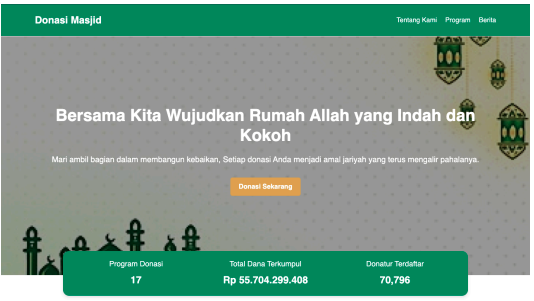 Donasi Masjid
Tentang Kami Program Berita
Bersama Kita Wujudkan Rumah Allah yang Indah dan
Kokoh
Mari ambil bagian dalam membangun kebaikan, Setiap donasi Anda menjadi amal jariyah yang terus mengalir pahalanya.
Donasi Sekarang
Program Donasi
17
Total Dana Terkumpul
Rp 55.704.299.408
Donatur Terdaftar
70,796